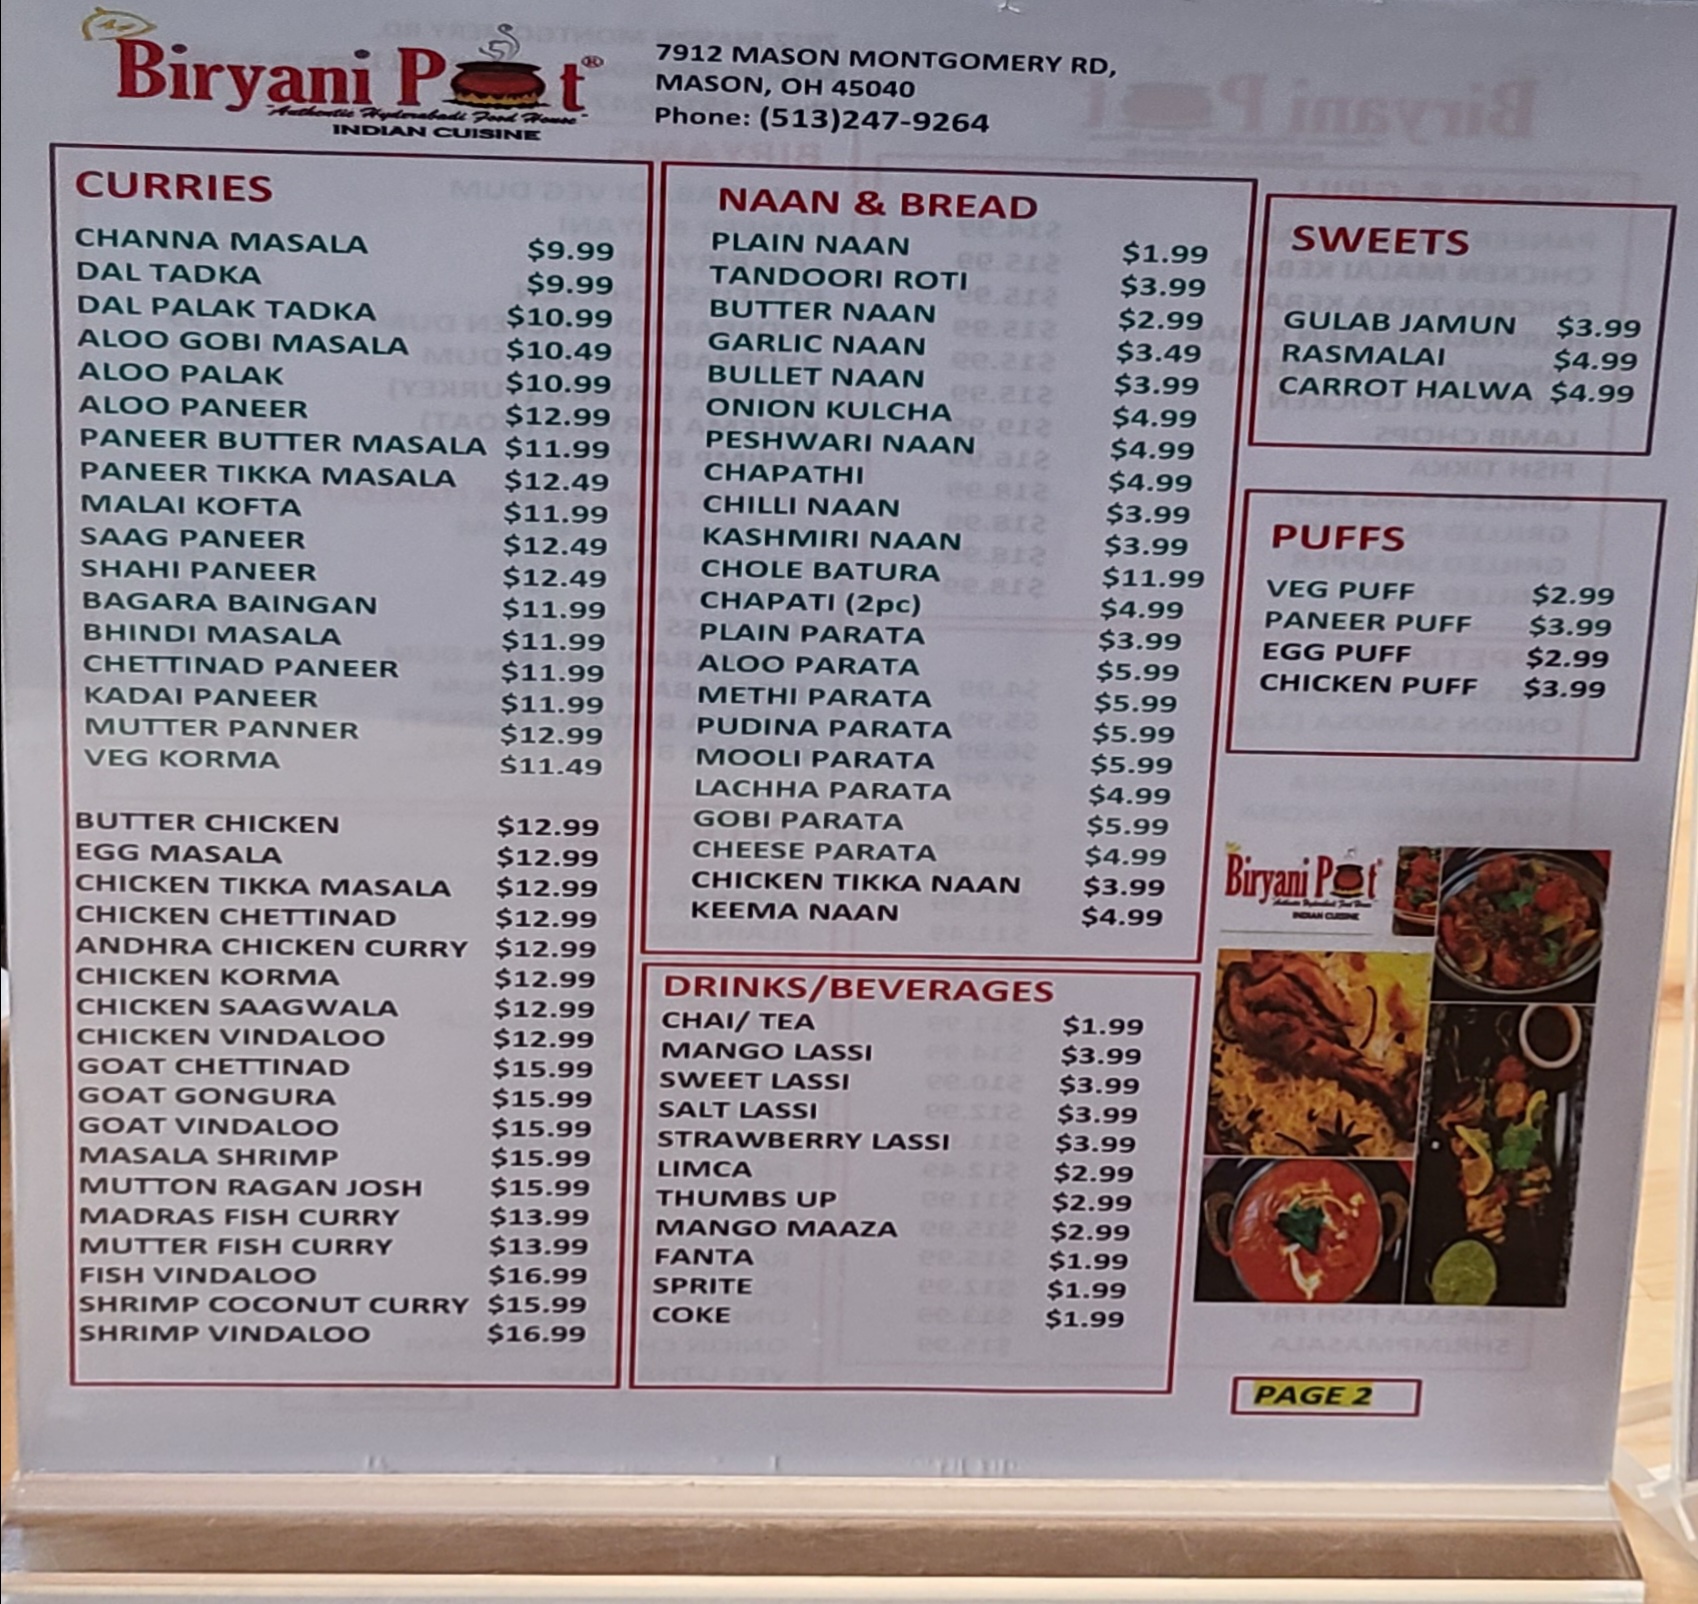 Biryani Pot®
"Authentic Hyderabadi Food House"
INDIAN CUISINE
7912 MASON MONTGOMERY RD,
MASON, OH 45040
Phone: (513)247-9264
CURRIES
CHANNA MASALA $9.99
DAL TADKA $9.99
DAL PALAK TADKA $10.99
ALOO GOBI MASALA $10.49
ALOO PALAK $10.99
ALOO PANEER $12.99
PANEER BUTTER MASALA $11.99
PANEER TIKKA MASALA $12.49
MALAI KOFTA $11.99
SAAG PANEER $12.49
SHAHI PANEER $12.49
BAGARA BAINGAN $11.99
BHINDI MASALA $11.99
CHETTINAD PANEER $11.99
KADAI PANEER $11.99
MUTTER PANNER $12.99
VEG KORMA $11.49
BUTTER CHICKEN $12.99
EGG MASALA $12.99
CHICKEN TIKKA MASALA $12.99
CHICKEN CHETTINAD $12.99
ANDHRA CHICKEN CURRY $12.99
CHICKEN KORMA $12.99
CHICKEN SAAGWALA $12.99
CHICKEN VINDALOO $12.99
GOAT CHETTINAD $15.99
GOAT GONGURA $15.99
GOAT VINDALOO $15.99
MASALA SHRIMP $15.99
MUTTON RAGAN JOSH $15.99
MADRAS FISH CURRY $13.99
MUTTER FISH CURRY $13.99
FISH VINDALOO $16.99
SHRIMP COCONUT CURRY $15.99
SHRIMP VINDALOO $16.99
NAAN & BREAD
PLAIN NAAN $1.99
TANDOORI ROTI $3.99
BUTTER NAAN $2.99
GARLIC NAAN $3.49
BULLET NAAN $3.99
ONION KULCHA $4.99
PESHWARI NAAN $4.99
CHAPATHI $4.99
CHILLI NAAN $3.99
KASHMIRI NAAN $3.99
CHOLE BATURA $11.99
CHAPATI (2pc) $4.99
PLAIN PARATA $3.99
ALOO PARATA $5.99
METHI PARATA $5.99
PUDINA PARATA $5.99
MOOLI PARATA $5.99
LACHHA PARATA $4.99
GOBI PARATA $5.99
CHEESE PARATA $4.99
CHICKEN TIKKA NAAN $3.99
KEEMA NAAN $4.99
DRINKS/BEVERAGES
CHAI/ TEA $1.99
MANGO LASSI $3.99
SWEET LASSI $3.99
SALT LASSI $3.99
STRAWBERRY LASSI $3.99
LIMCA $2.99
THUMBS UP $2.99
MANGO MAAZA $2.99
FANTA $1.99
SPRITE $1.99
COKE $1.99
SWEETS
GULAB JAMUN $3.99
RASMALAI $4.99
CARROT HALWA $4.99
PUFFS
VEG PUFF $2.99
PANEER PUFF $3.99
EGG PUFF $2.99
CHICKEN PUFF $3.99
Biryani Pot
"Authentic Hyderabadi Food House"
INDIAN CUISINE
PAGE 2